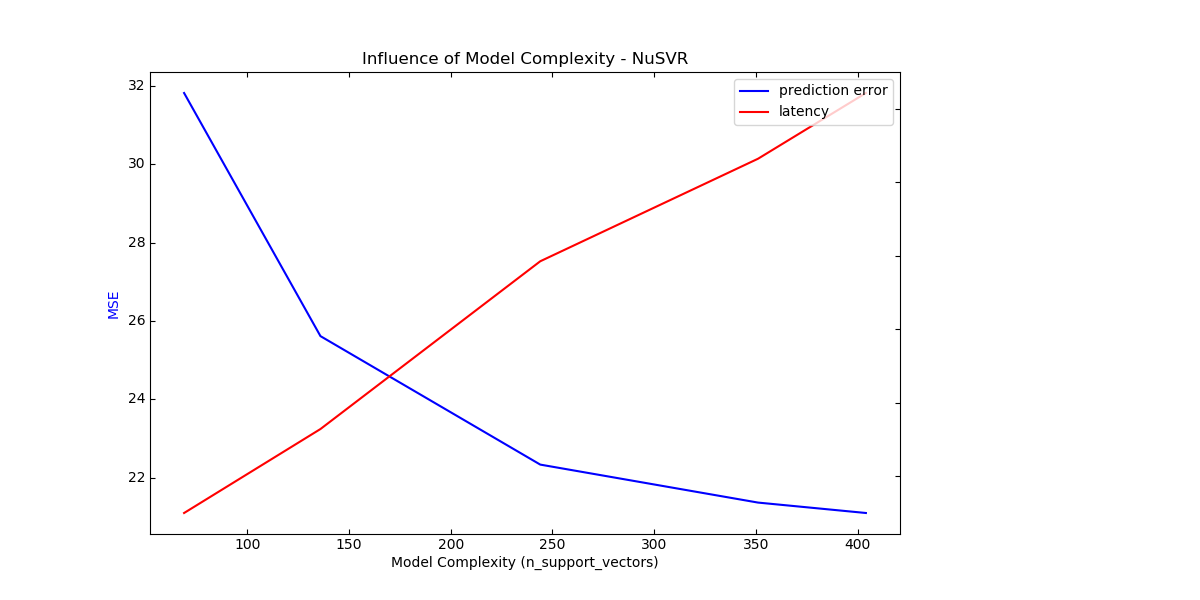 Influence of Model Complexity - NuSVR
prediction error
latency
32
30
28
26
24
22
MSE
100 150 200 250 300 350 400
Model Complexity (n_support_vectors)